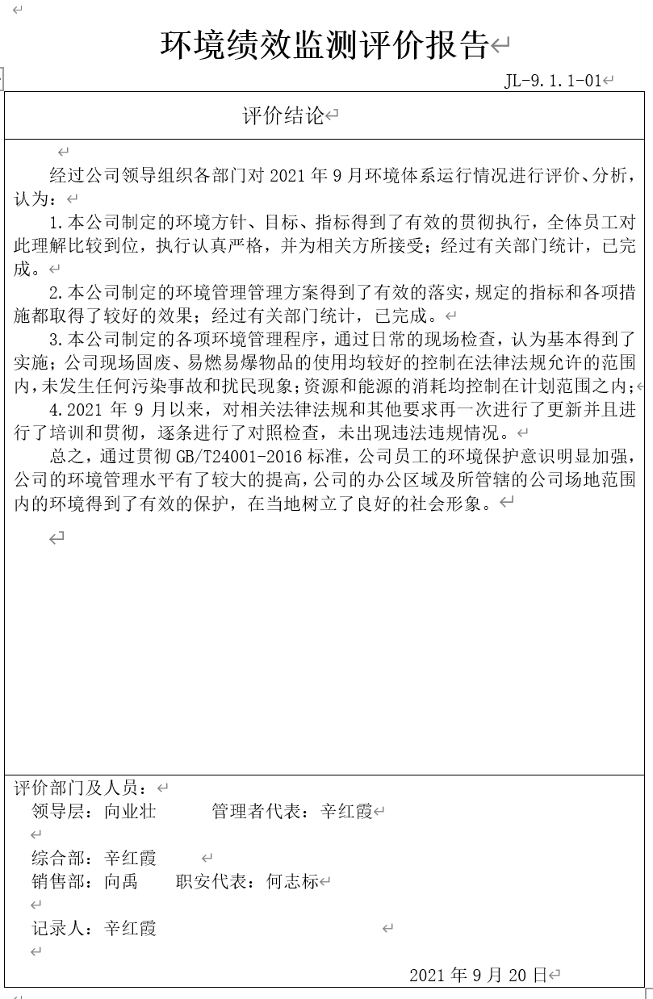 环境绩效监测评价报告
JL-9.1.1-01
评价结论
经过公司领导组织各部门对 2021 年 9 月环境体系运行情况进行评价、分析，
认为：
1.本公司制定的环境方针、目标、指标得到了有效的贯彻执行，全体员工对
此理解比较到位，执行认真严格，并为相关方所接受；经过有关部门统计，已完
成。
2.本公司制定的环境管理管理方案得到了有效的落实，规定的指标和各项措
施都取得了较好的效果；经过有关部门统计，已完成。
3.本公司制定的各项环境管理程序，通过日常的现场检查，认为基本得到了
实施；公司现场固废、易燃易爆物品的使用均较好的控制在法律法规允许的范围
内，未发生任何污染事故和扰民现象；资源和能源的消耗均控制在计划范围之内；
4.2021 年 9 月以来，对相关法律法规和其他要求再一次进行了更新并且进
行了培训和贯彻，逐条进行了对照检查，未出现违法违规情况。
总之，通过贯彻 GB/T24001-2016 标准，公司员工的环境保护意识明显加强，
公司的环境管理水平有了较大的提高，公司的办公区域及所管辖的公司场地范围
内的环境得到了有效的保护，在当地树立了良好的社会形象。
评价部门及人员：
领导层：向业壮 管理者代表：辛红霞
综合部：辛红霞
销售部：向禹 职安代表：何志标
记录人：辛红霞
2021 年 9 月 20 日